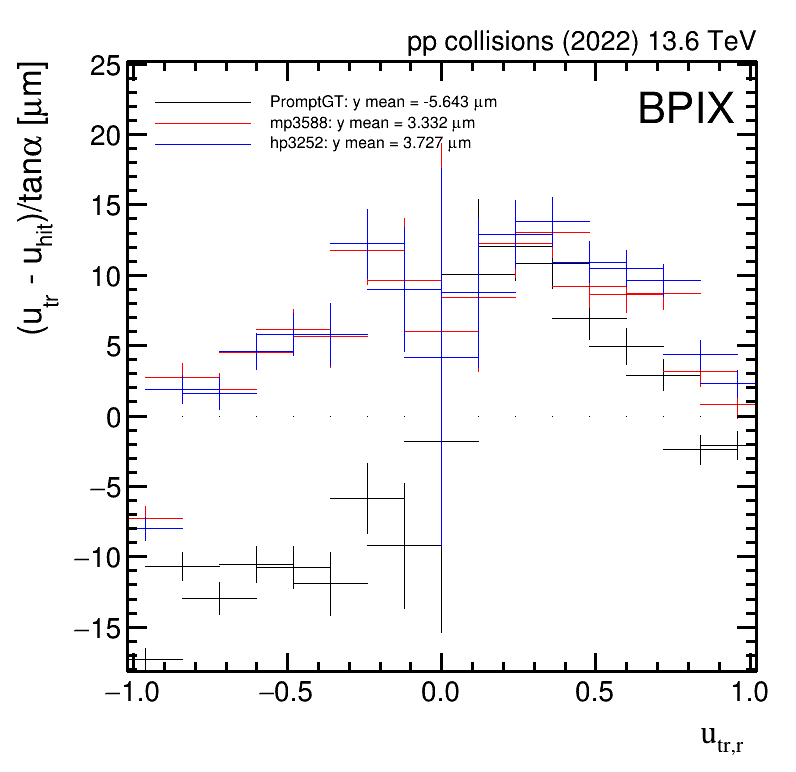 pp collisions (2022) 13.6 TeV
(u_tr - u_hit)/tanα [μm]
25
20
15
10
5
0
−5
−10
−15
BPIX
PromptGT: y mean = -5.643 μm
mp3588: y mean = 3.332 μm
hp3252: y mean = 3.727 μm
−1.0 −0.5 0.0 0.5 1.0
u_tr,r